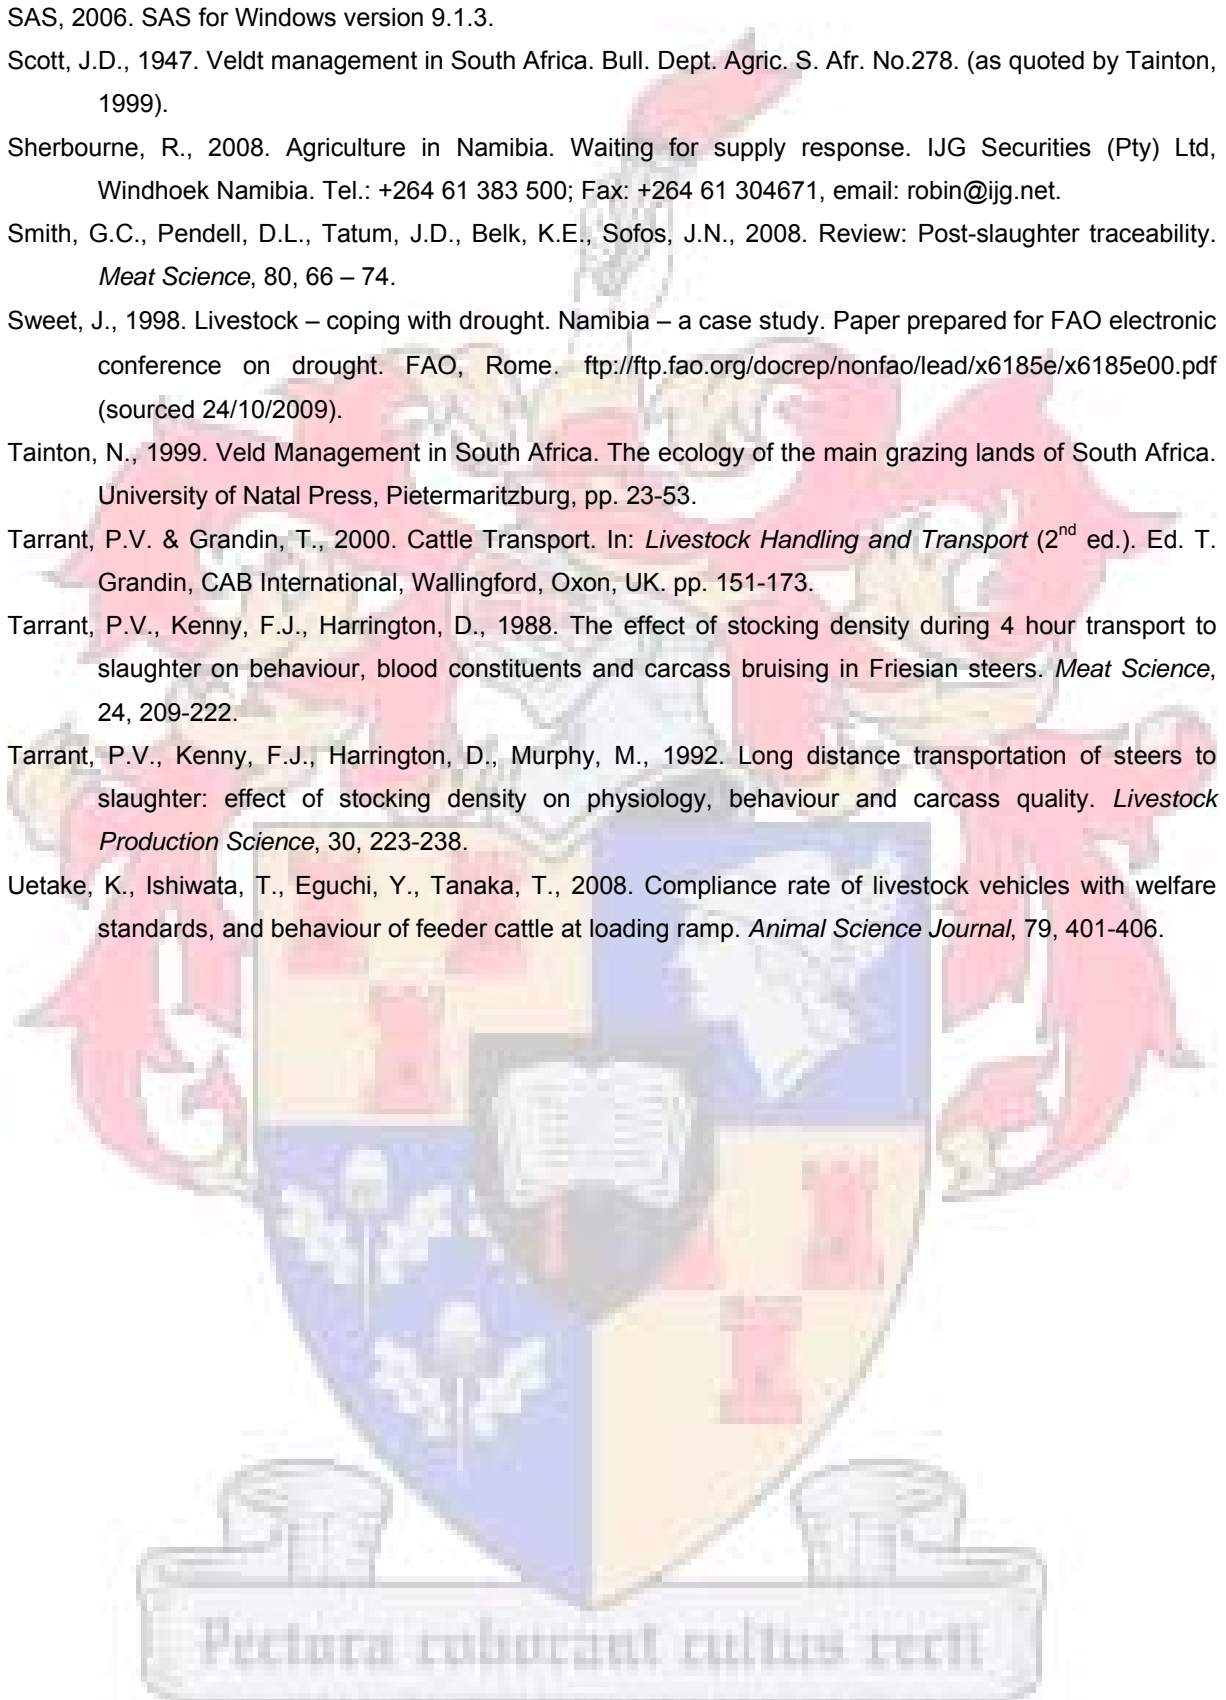 SAS, 2006. SAS for Windows version 9.1.3.
Scott, J.D., 1947. Veldt management in South Africa. Bull. Dept. Agric. S. Afr. No.278. (as quoted by Tainton,
1999).
Sherbourne, R., 2008. Agriculture in Namibia. Waiting for supply response. IJG Securities (Pty) Ltd,
Windhoek Namibia. Tel.: +264 61 383 500; Fax: +264 61 304671, email: robin@ijg.net.
Smith, G.C., Pendell, D.L., Tatum, J.D., Belk, K.E., Sofos, J.N., 2008. Review: Post-slaughter traceability.
Meat Science, 80, 66 – 74.
Sweet, J., 1998. Livestock – coping with drought. Namibia – a case study. Paper prepared for FAO electronic
conference on drought. FAO, Rome. ftp://ftp.fao.org/docrep/nonfao/lead/x6185e/x6185e00.pdf
(sourced 24/10/2009).
Tainton, N., 1999. Veld Management in South Africa. The ecology of the main grazing lands of South Africa.
University of Natal Press, Pietermaritzburg, pp. 23-53.
Tarrant, P.V. & Grandin, T., 2000. Cattle Transport. In: Livestock Handling and Transport (2nd ed.). Ed. T.
Grandin, CAB International, Wallingford, Oxon, UK. pp. 151-173.
Tarrant, P.V., Kenny, F.J., Harrington, D., 1988. The effect of stocking density during 4 hour transport to
slaughter on behaviour, blood constituents and carcass bruising in Friesian steers. Meat Science,
24, 209-222.
Tarrant, P.V., Kenny, F.J., Harrington, D., Murphy, M., 1992. Long distance transportation of steers to
slaughter: effect of stocking density on physiology, behaviour and carcass quality. Livestock
Production Science, 30, 223-238.
Uetake, K., Ishiwata, T., Eguchi, Y., Tanaka, T., 2008. Compliance rate of livestock vehicles with welfare
standards, and behaviour of feeder cattle at loading ramp. Animal Science Journal, 79, 401-406.
Pectora roborant cultus recti